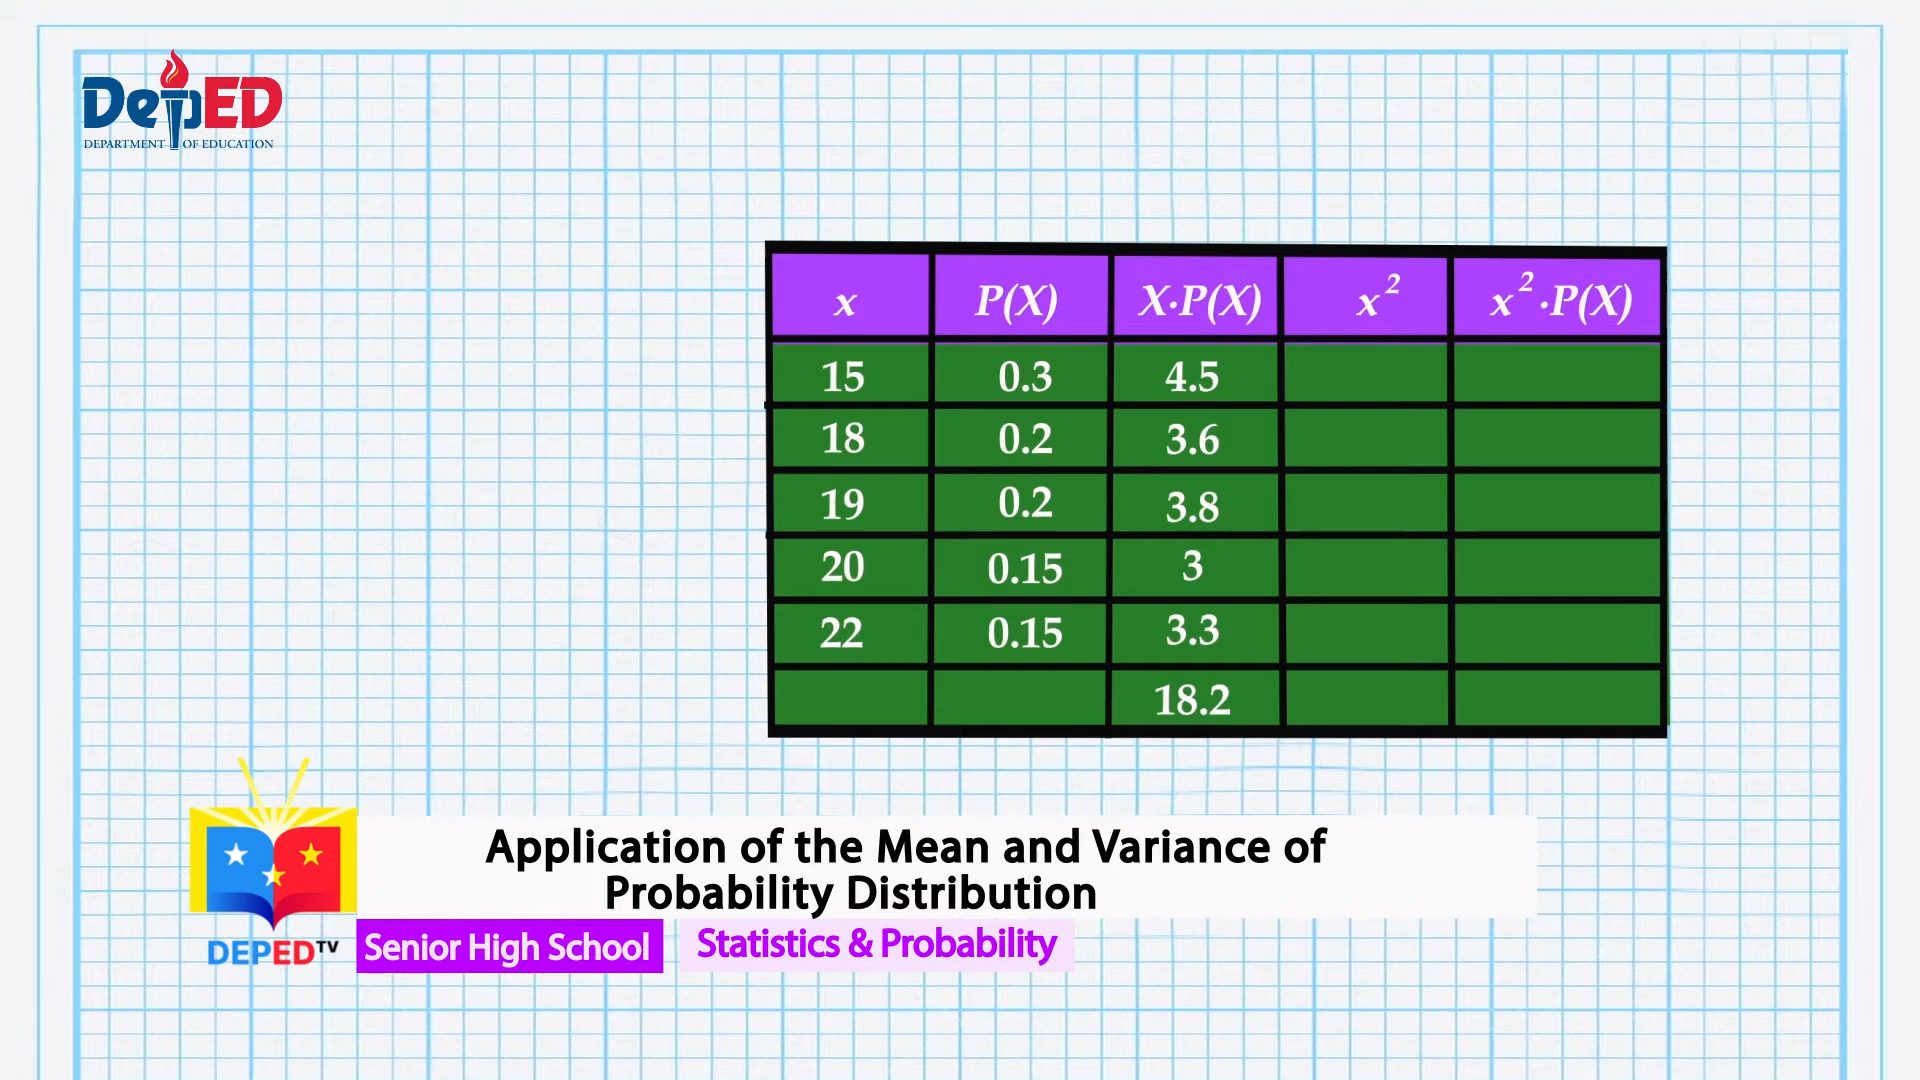 DepED
DEPARTMENT OF EDUCATION
x P(X) X·P(X) x² x²·P(X)
15 0.3 4.5
18 0.2 3.6
19 0.2 3.8
20 0.15 3
22 0.15 3.3
18.2
Application of the Mean and Variance of
Probability Distribution
DEPED TV
Senior High School
Statistics & Probability